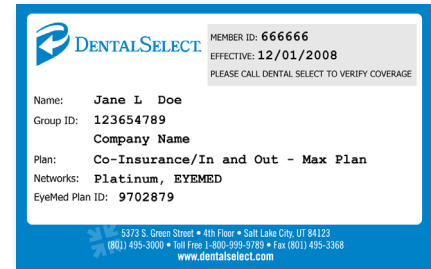 DENTALSELECT.
MEMBER ID: 666666
EFFECTIVE: 12/01/2008
PLEASE CALL DENTAL SELECT TO VERIFY COVERAGE
Name: Jane L Doe
Group ID: 123654789
Company Name
Plan: Co-Insurance/In and Out - Max Plan
Networks: Platinum, EYEMED
EyeMed Plan ID: 9702879
5373 S. Green Street • 4th Floor • Salt Lake City, UT 84123
(801) 495-3000 • Toll Free 1-800-999-9789 • Fax (801) 495-3368
www.dentalselect.com